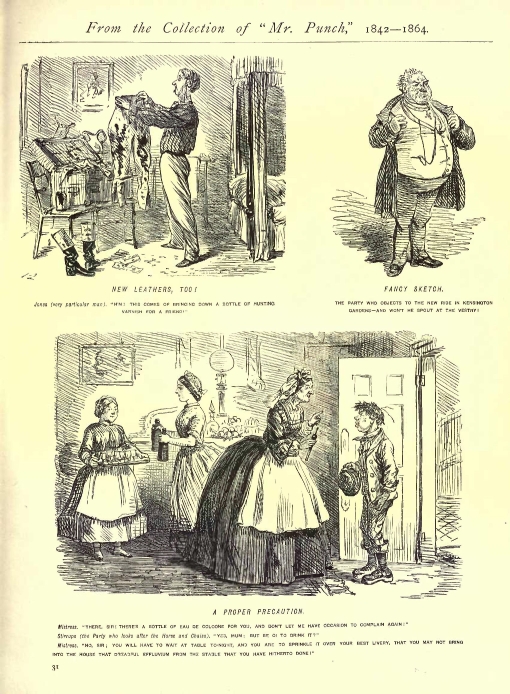 From the Collection of "Mr. Punch," 1842—1864.
NEW LEATHERS, TOO!
Jones (very particular man). "H'M! THIS COMES OF BRINGING DOWN A BOTTLE OF HUNTING
VARNISH FOR A FRIEND!"
FANCY SKETCH.
THE PARTY WHO OBJECTS TO THE NEW RIDE IN KENSINGTON
GARDENS—AND WON'T HE SPOUT AT THE VESTRY!
A PROPER PRECAUTION.
Mistress. "THERE, SIR! THERE'S A BOTTLE OF EAU DE COLOGNE FOR YOU, AND DON'T LET ME HAVE OCCASION TO COMPLAIN AGAIN!"
Stirrups (the Party who looks after the Horse and Chaise). "YES, MUM; BUT BE OI TO DRINK IT?"
Mistress. "NO, SIR; YOU WILL HAVE TO WAIT AT TABLE TO-NIGHT, AND YOU ARE TO SPRINKLE IT OVER YOUR BEST LIVERY, THAT YOU MAY NOT BRING
INTO THE HOUSE THAT DREADFUL EFFLUVIUM FROM THE STABLE THAT YOU HAVE HITHERTO DONE!"
31